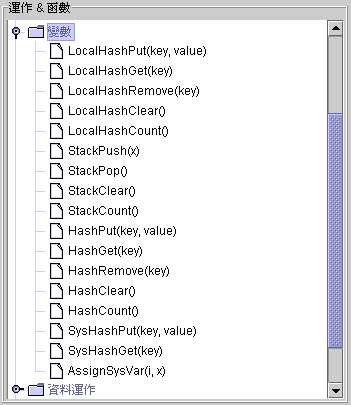 運作 & 函數
變數
LocalHashPut(key, value)
LocalHashGet(key)
LocalHashRemove(key)
LocalHashClear()
LocalHashCount()
StackPush(x)
StackPop()
StackClear()
StackCount()
HashPut(key, value)
HashGet(key)
HashRemove(key)
HashClear()
HashCount()
SysHashPut(key, value)
SysHashGet(key)
AssignSysVar(i, x)
資料運作